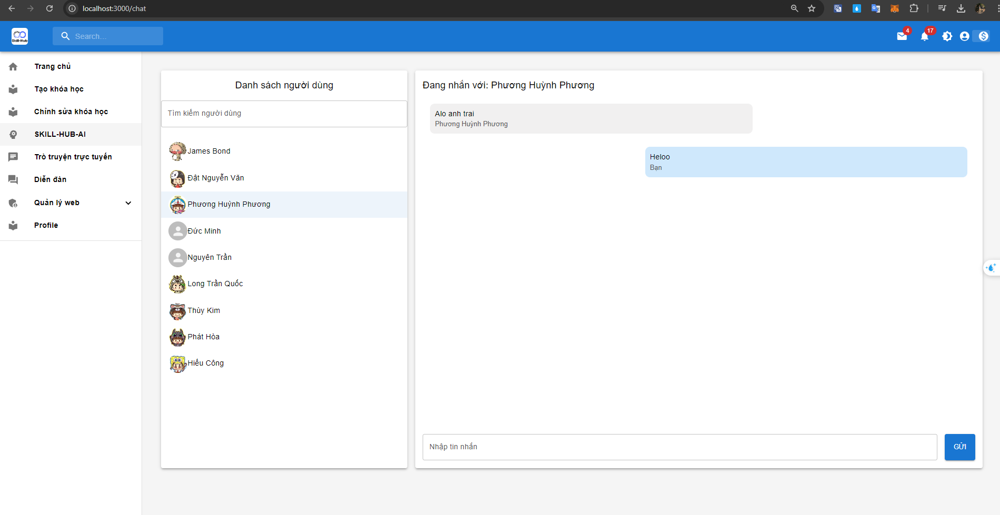 localhost:3000/chat
Skill-Hub
Search...
4
17
Trang chủ
Tạo khóa học
Chỉnh sửa khóa học
SKILL-HUB-AI
Trò truyện trực tuyến
Diễn đàn
Quản lý web
Profile
Danh sách người dùng
Tìm kiếm người dùng
James Bond
Đật Nguyễn Văn
Phương Huỳnh Phương
Đức Minh
Nguyên Trần
Long Trần Quốc
Thùy Kim
Phát Hòa
Hiếu Công
Đang nhắn với: Phương Huỳnh Phương
Alo anh trai
Phương Huỳnh Phương
Heloo
Bạn
Nhập tin nhắn
GỬI